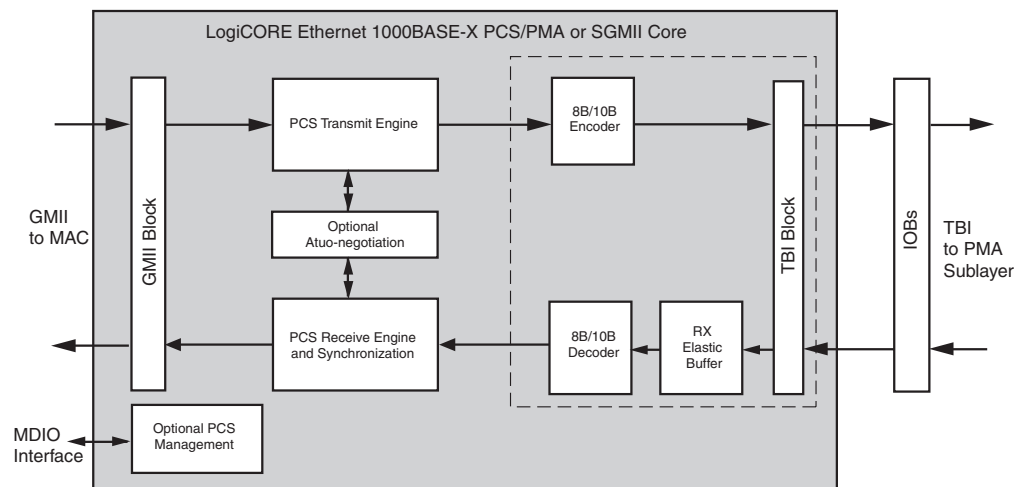 LogiCORE Ethernet 1000BASE-X PCS/PMA or SGMII Core
GMII
to MAC
GMII Block
PCS Transmit Engine
Optional
Atuo-negotiation
PCS Receive Engine
and Synchronization
8B/10B
Encoder
8B/10B
Decoder
RX
Elastic
Buffer
TBI Block
IOBs
TBI
to PMA
Sublayer
MDIO
Interface
Optional PCS
Management